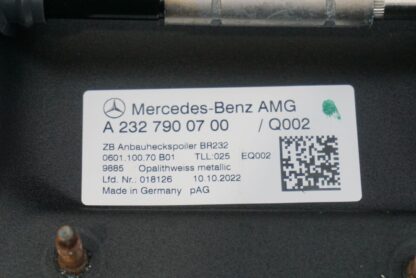 Mercedes-Benz AMG
A 232 790 07 00 / Q002
ZB Anbauheckspoiler BR232
0601.100.70 B01 TLL:025 EQ002
9885 Opalithweiss metallic
Lfd. Nr.: 018126 10.10.2022
Made in Germany pAG